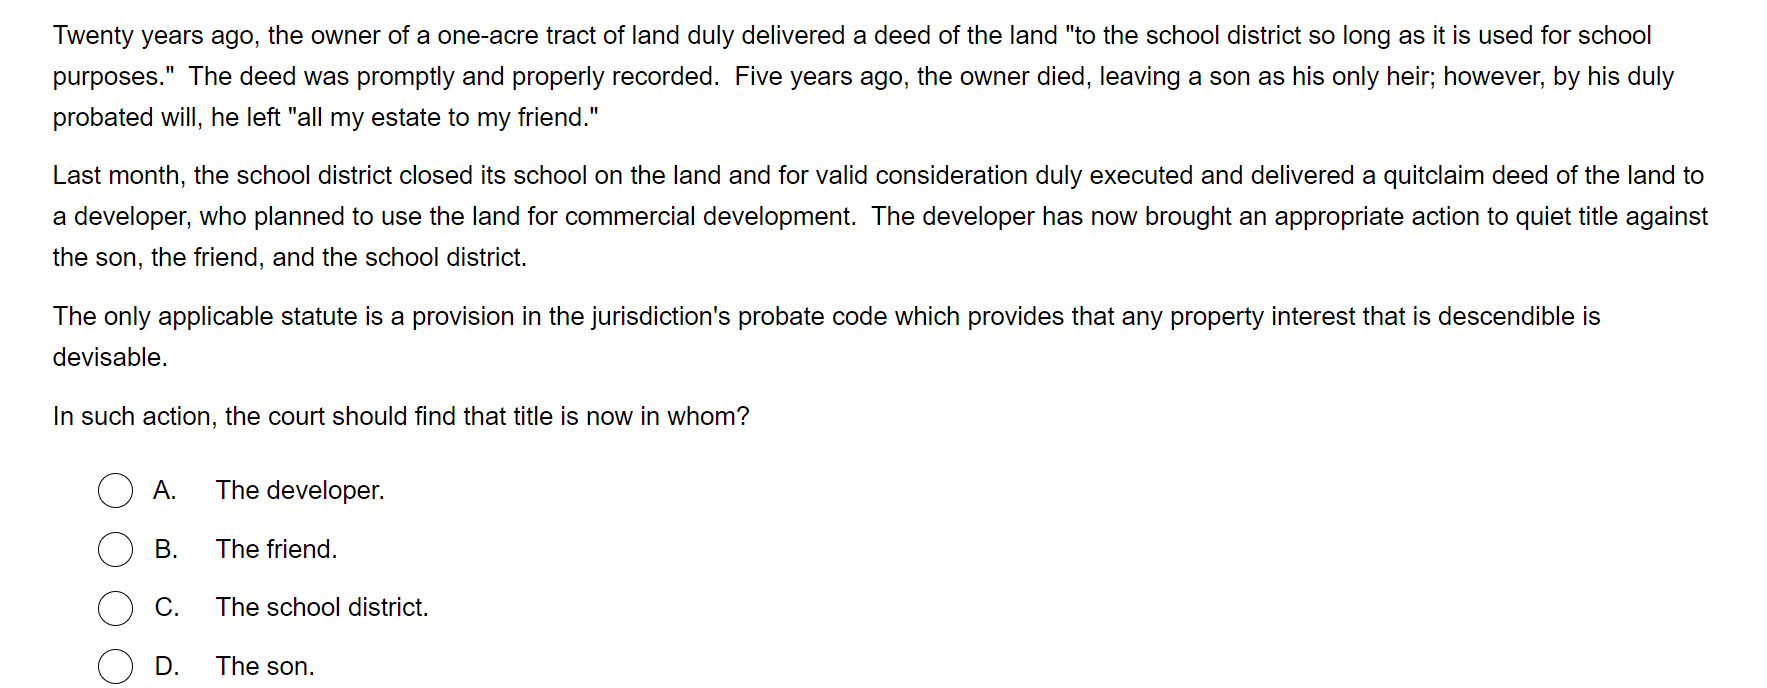 Twenty years ago, the owner of a one-acre tract of land duly delivered a deed of the land "to the school district so long as it is used for school
purposes."  The deed was promptly and properly recorded.  Five years ago, the owner died, leaving a son as his only heir; however, by his duly
probated will, he left "all my estate to my friend."
Last month, the school district closed its school on the land and for valid consideration duly executed and delivered a quitclaim deed of the land to
a developer, who planned to use the land for commercial development.  The developer has now brought an appropriate action to quiet title against
the son, the friend, and the school district.
The only applicable statute is a provision in the jurisdiction's probate code which provides that any property interest that is descendible is
devisable.
In such action, the court should find that title is now in whom?
A. The developer.
B. The friend.
C. The school district.
D. The son.